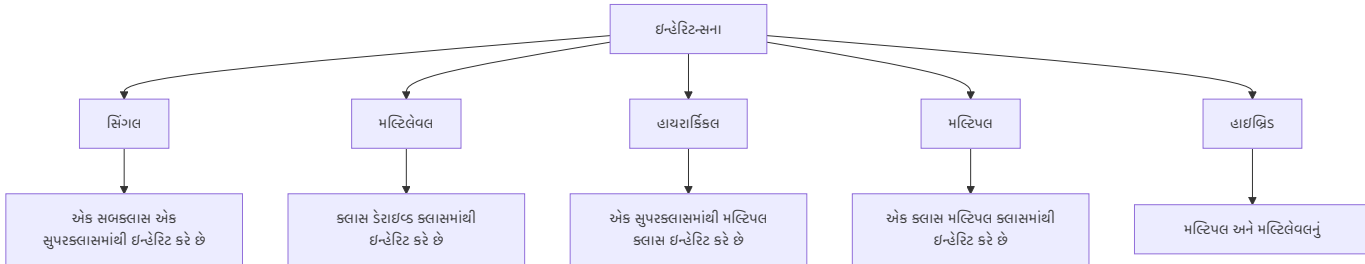 ઇન્હેરિટન્સના
સિંગલ
મલ્ટિલેવલ
હાયરાર્કિકલ
મલ્ટિપલ
હાઇબ્રિડ
એક સબક્લાસ એક
સુપરક્લાસમાંથી ઇન્હેરિટ કરે છે
ક્લાસ ડેરાઇવ્ડ ક્લાસમાંથી
ઇન્હેરિટ કરે છે
એક સુપરક્લાસમાંથી મલ્ટિપલ
ક્લાસ ઇન્હેરિટ કરે છે
એક ક્લાસ મલ્ટિપલ ક્લાસમાંથી
ઇન્હેરિટ કરે છે
મલ્ટિપલ અને મલ્ટિલેવલનું